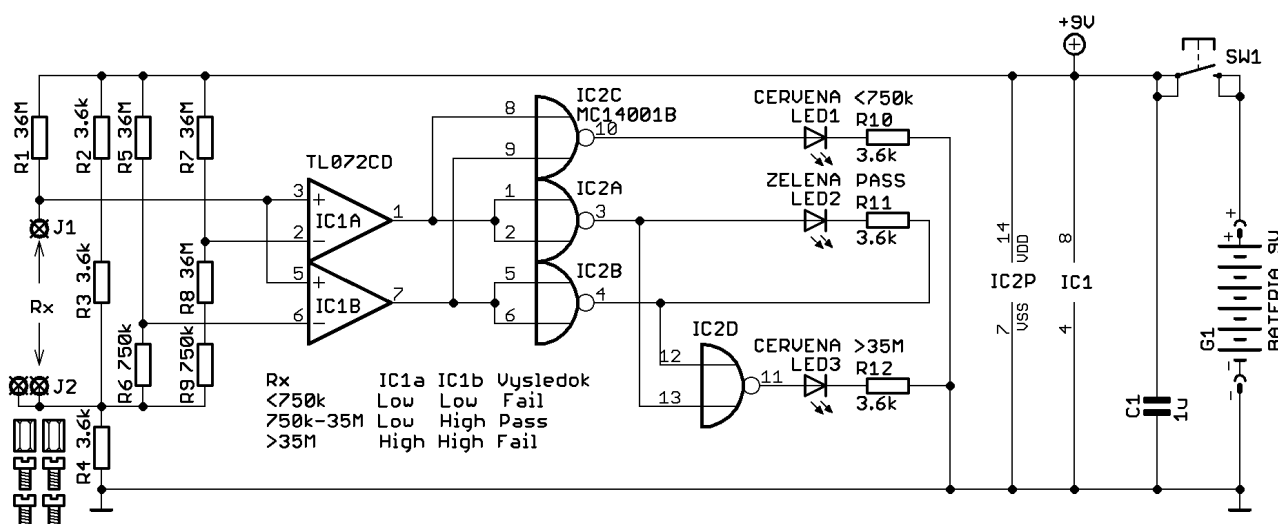 +9V
SW1
R1 36M
R2 3.6k
R5 36M
R7 36M
TL072CD
IC2C
MC14001B
8
9
10
CERVENA <750k
LED1
R10
3.6k
3
2
IC1A
1
1
2
IC2A
3
ZELENA PASS
LED2
R11
3.6k
J1
Rx
J2
R3 3.6k
R8 36M
5
6
IC1B
7
5
6
IC2B
4
14
VDD
IC2P
7
VSS
8
IC1
4
+
+
G1
BATERIA 9V
-
-
R6 750k
R9 750k
IC2D
12
13
11
CERVENA >35M
LED3
R12
3.6k
Rx IC1a IC1b Vysledok
<750k Low Low Fail
750k-35M Low High Pass
>35M High High Fail
R4 3.6k
C1
1u